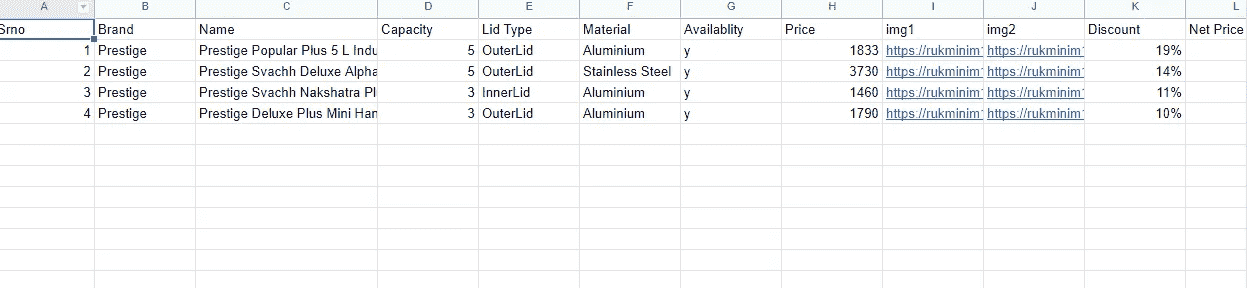 A B C D E F G H I J K L
Srno Brand Name Capacity Lid Type Material Availablity Price img1 img2 Discount Net Price
1 Prestige Prestige Popular Plus 5 L Indu 5 OuterLid Aluminium y 1833 https://rukminim1 https://rukminim1 19%
2 Prestige Prestige Svachh Deluxe Alpha 5 OuterLid Stainless Steel y 3730 https://rukminim1 https://rukminim1 14%
3 Prestige Prestige Svachh Nakshatra Pl 3 InnerLid Aluminium y 1460 https://rukminim1 https://rukminim1 11%
4 Prestige Prestige Deluxe Plus Mini Han 3 OuterLid Aluminium y 1790 https://rukminim1 https://rukminim1 10%